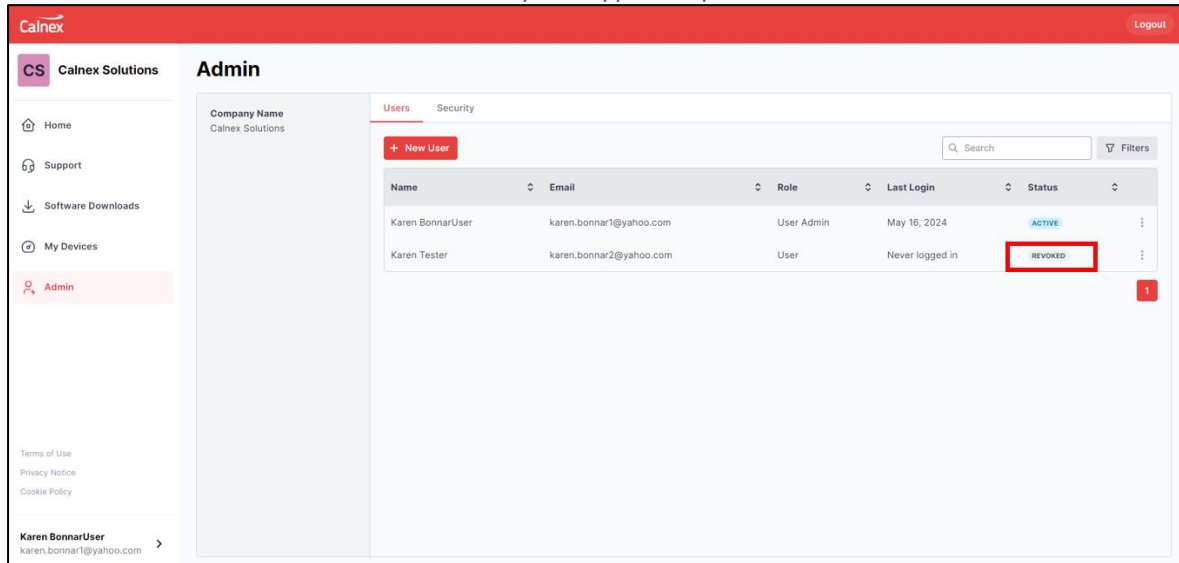 Calnex
Logout
CS Calnex Solutions
Home
Support
Software Downloads
My Devices
Admin
Terms of Use
Privacy Notice
Cookie Policy
Karen BonnarUser
karen.bonnar1@yahoo.com
Admin
Company Name
Calnex Solutions
Users Security
+ New User
Search
Filters
Name Email Role Last Login Status
Karen BonnarUser karen.bonnar1@yahoo.com User Admin May 16, 2024 ACTIVE
Karen Tester karen.bonnar2@yahoo.com User Never logged in REVOKED
1